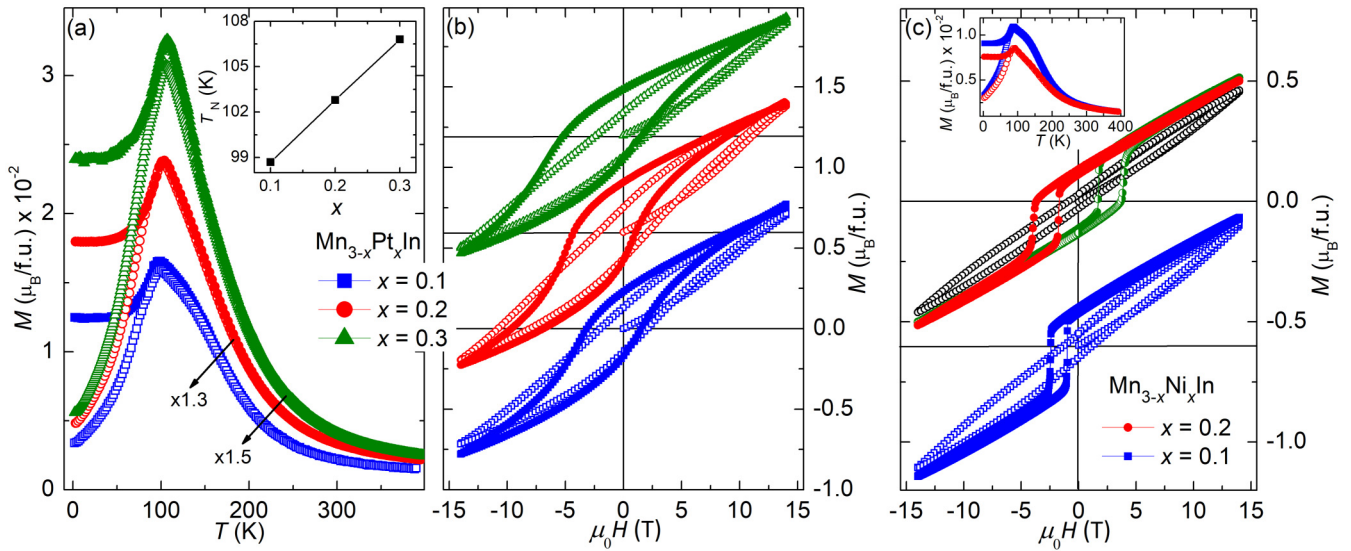 (a)
M (μB/f.u.) x 10-2
3
2
1
0
0
100
200
300
T (K)
TN (K)
108
105
102
99
0.1
0.2
0.3
x
Mn3-xPtxIn
x = 0.1
x = 0.2
x = 0.3
x1.3
x1.5
(b)
1.5
1.0
0.5
0.0
-0.5
-1.0
M (μB/f.u.)
-15
-10
-5
0
5
10
15
μ0H (T)
(c)
M (μB/f.u.) x 10-2
1.0
0.5
0
100
200
300
400
T (K)
0.5
0.0
-0.5
-1.0
M (μB/f.u.)
Mn3-xNixIn
x = 0.2
x = 0.1
-15
-10
-5
0
5
10
15
μ0H (T)